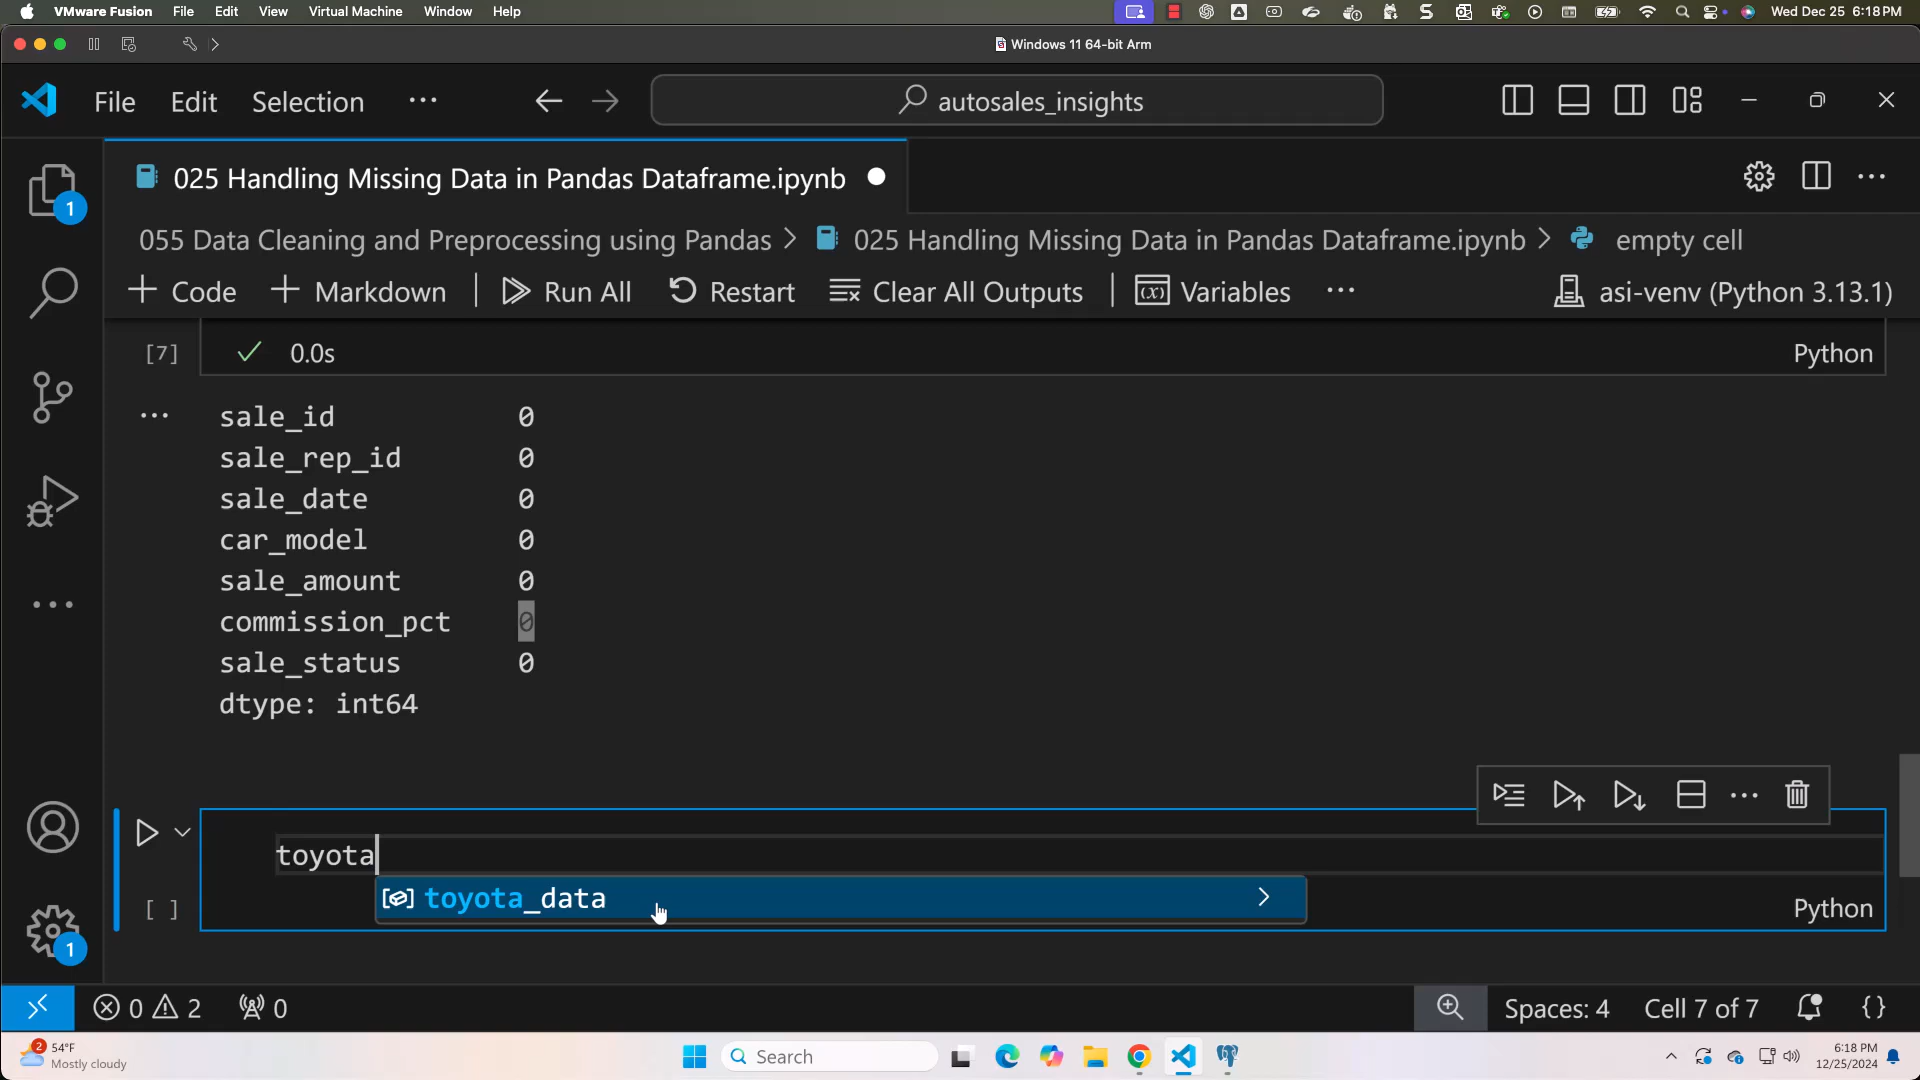 VMware Fusion File Edit View Virtual Machine Window Help Wed Dec 25 6:18 PM
Windows 11 64-bit Arm
File Edit Selection ··· autosales_insights
025 Handling Missing Data in Pandas Dataframe.ipynb
055 Data Cleaning and Preprocessing using Pandas > 025 Handling Missing Data in Pandas Dataframe.ipynb > empty cell
+ Code + Markdown | Run All Restart Clear All Outputs | (x) Variables ··· asi-venv (Python 3.13.1)
[7] ✓ 0.0s Python
1
··· sale_id 0
sale_rep_id 0
sale_date 0
car_model 0
sale_amount 0
commission_pct 0
sale_status 0
dtype: int64
toyota
[ ] toyota_data > Python
1
0 2 0 Spaces: 4 Cell 7 of 7 {}
2 54°F
Mostly cloudy
Search
6:18 PM
12/25/2024